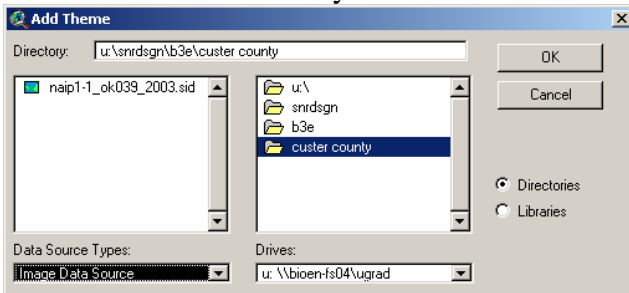 Add Theme
Directory: u:\snrdsgn\b3e\custer county
OK
Cancel
naip1-1_ok039_2003.sid
u:\
snrdsgn
b3e
custer county
Directories
Libraries
Data Source Types:
Image Data Source
Drives:
u: \\bioen-fs04\ugrad